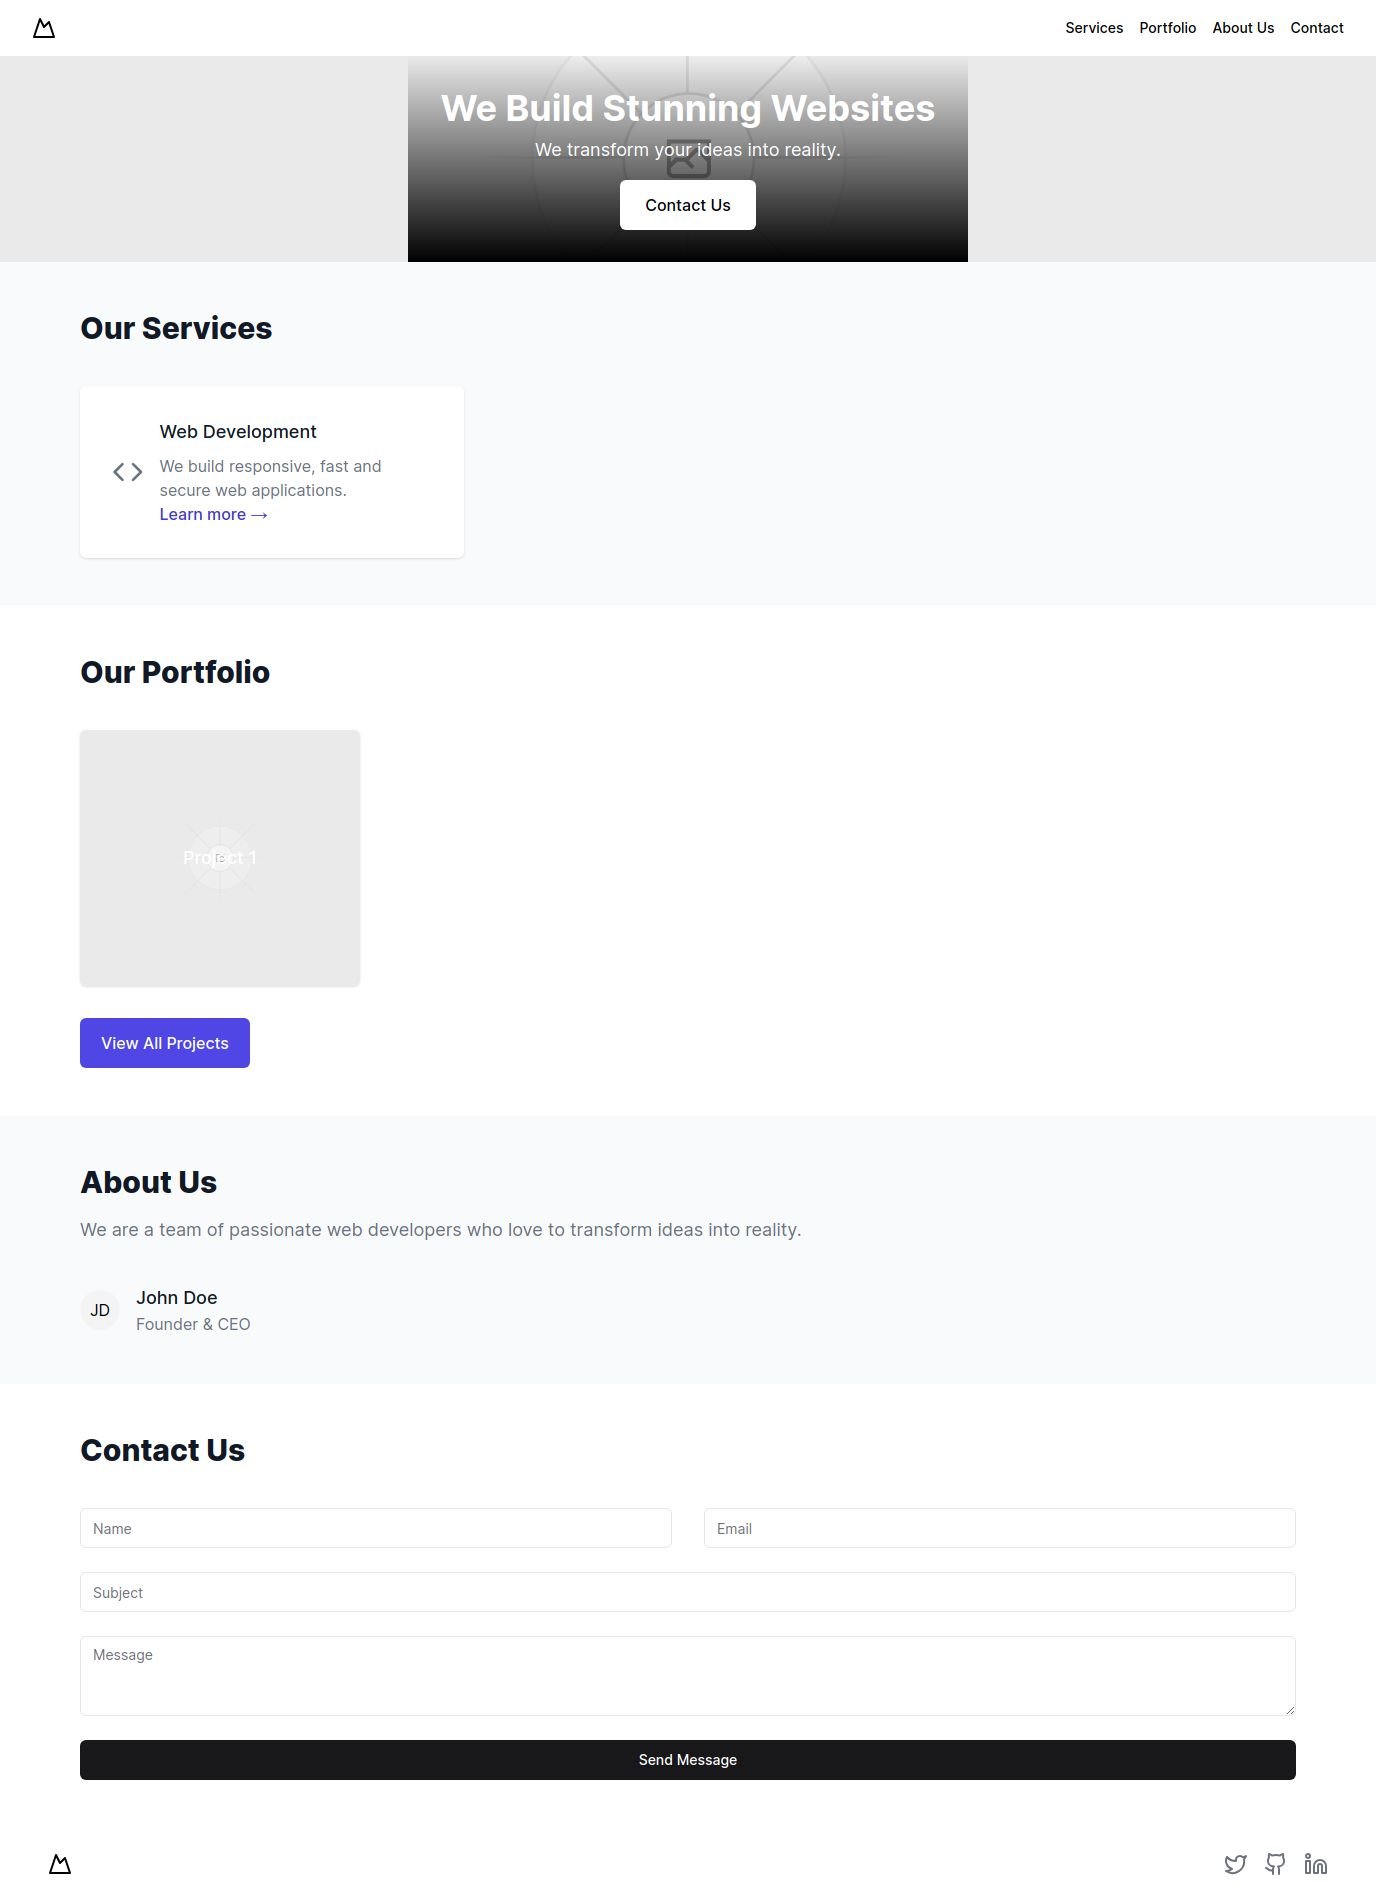 Services Portfolio About Us Contact
We Build Stunning Websites
We transform your ideas into reality.
Contact Us
Our Services
Web Development
We build responsive, fast and
secure web applications.
Learn more →
Our Portfolio
Project 1
View All Projects
About Us
We are a team of passionate web developers who love to transform ideas into reality.
JD
John Doe
Founder & CEO
Contact Us
Name
Email
Subject
Message
Send Message